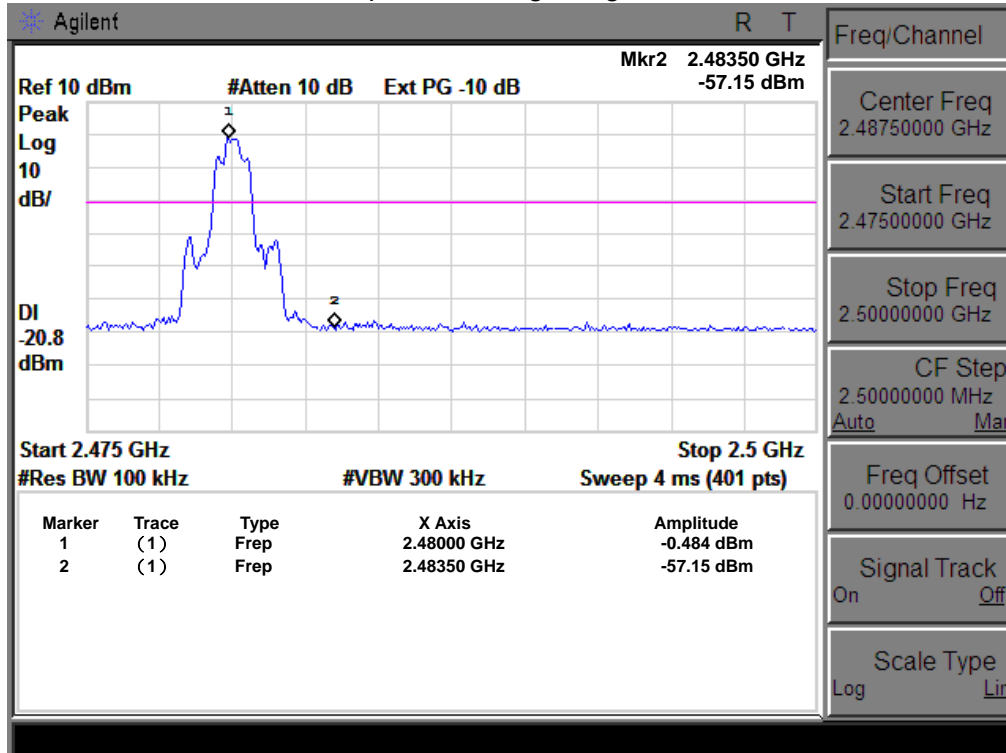 Agilent R T
Mkr2 2.48350 GHz
-57.15 dBm
Ref 10 dBm #Atten 10 dB Ext PG -10 dB
Peak
Log
10
dB/
DI
-20.8
dBm
1
2
Start 2.475 GHz Stop 2.5 GHz
#Res BW 100 kHz #VBW 300 kHz Sweep 4 ms (401 pts)
Marker Trace Type X Axis Amplitude
1 (1) Frep 2.48000 GHz -0.484 dBm
2 (1) Frep 2.48350 GHz -57.15 dBm
Freq/Channel
Center Freq
2.48750000 GHz
Start Freq
2.47500000 GHz
Stop Freq
2.50000000 GHz
CF Step
2.50000000 MHz
Auto Man
Freq Offset
0.00000000 Hz
Signal Track
On Off
Scale Type
Log Lin